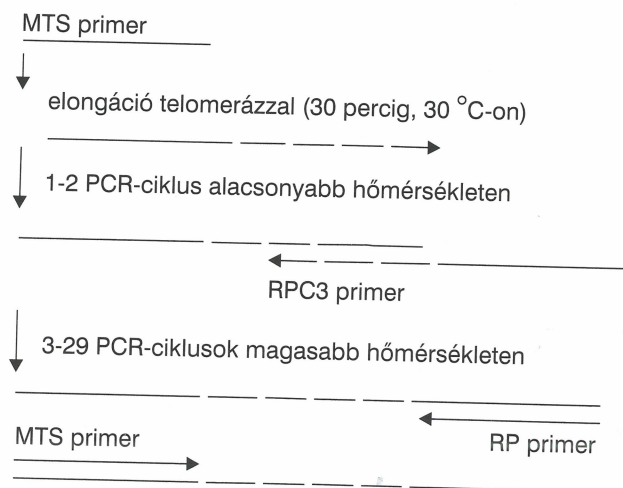 MTS primer
elongáció telomerázzal (30 percig, 30 °C-on)
1-2 PCR-ciklus alacsonyabb hőmérsékleten
RPC3 primer
3-29 PCR-ciklusok magasabb hőmérsékleten
MTS primer
RP primer